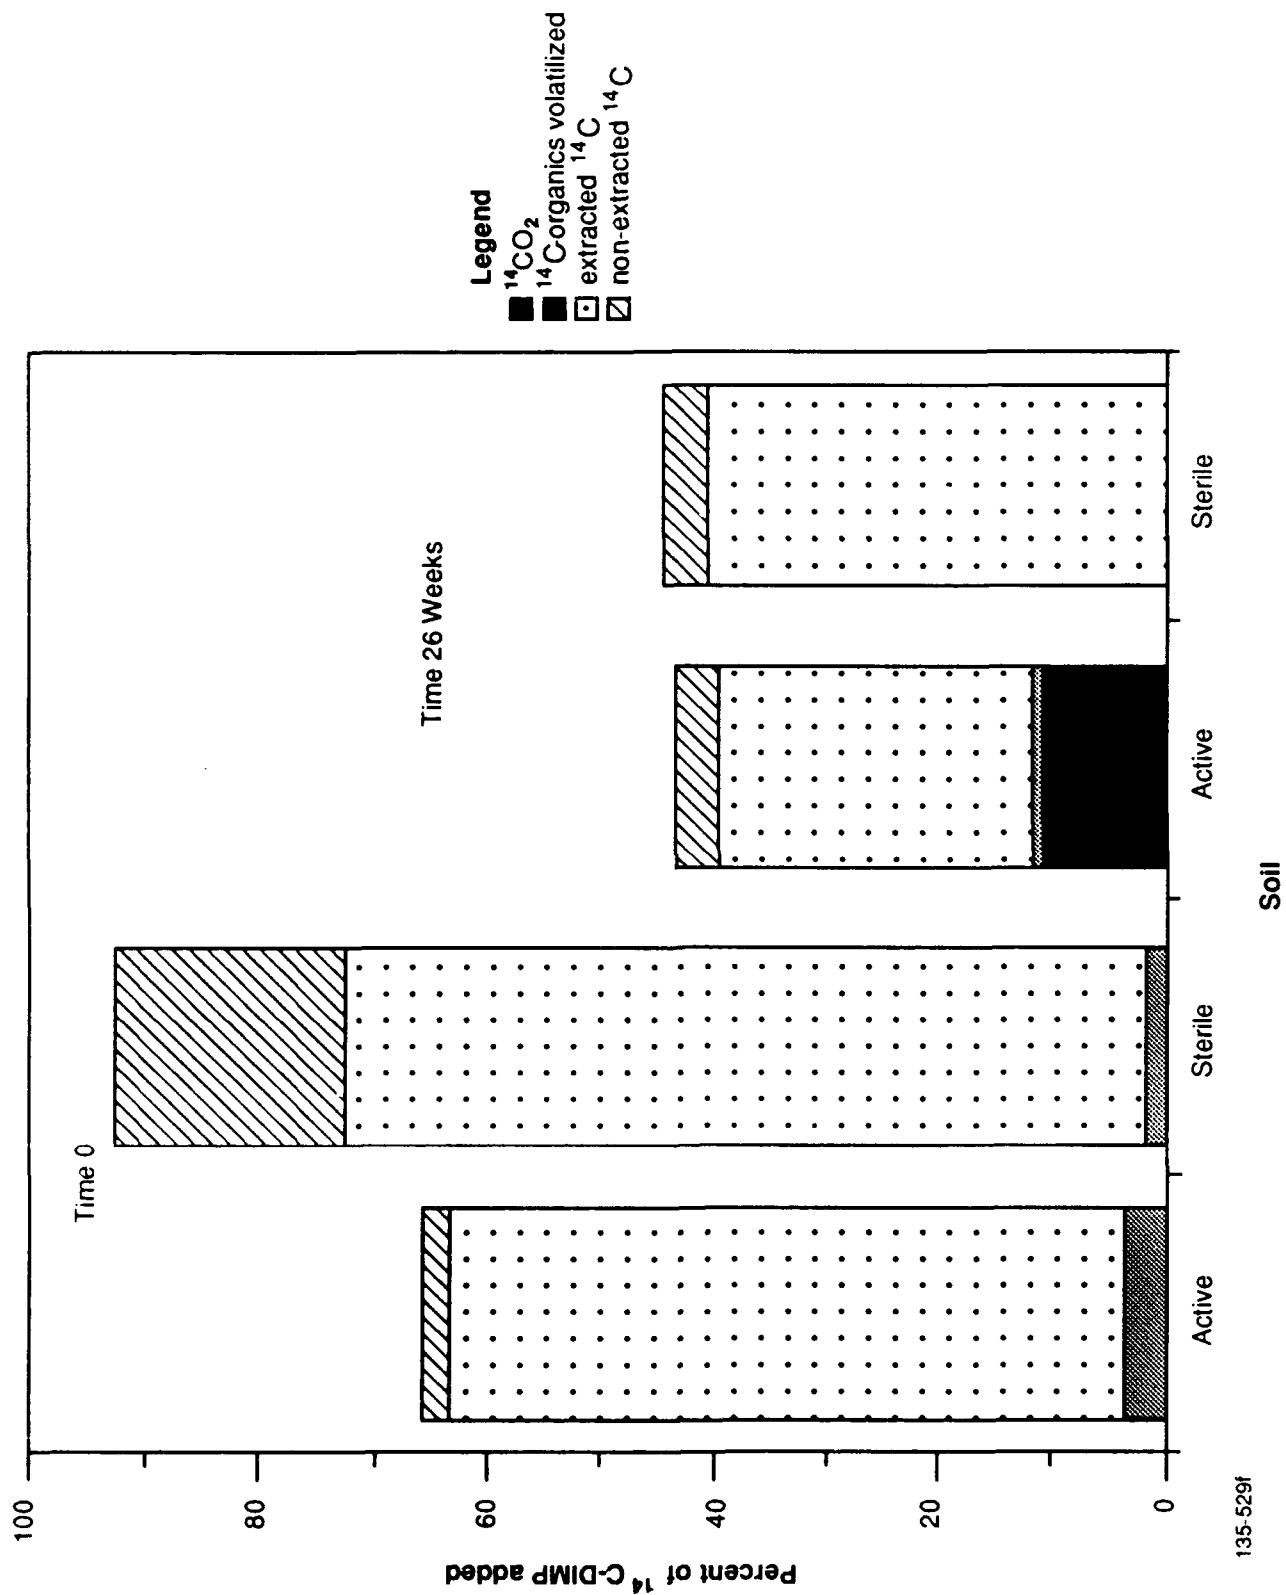 Percent of ¹⁴C-DIMP added
100
80
60
40
20
0
Time 0
Time 26 Weeks
Active
Sterile
Active
Sterile
Soil
Legend
¹⁴CO₂
¹⁴C-organics volatilized
extracted ¹⁴C
non-extracted ¹⁴C
135-529f